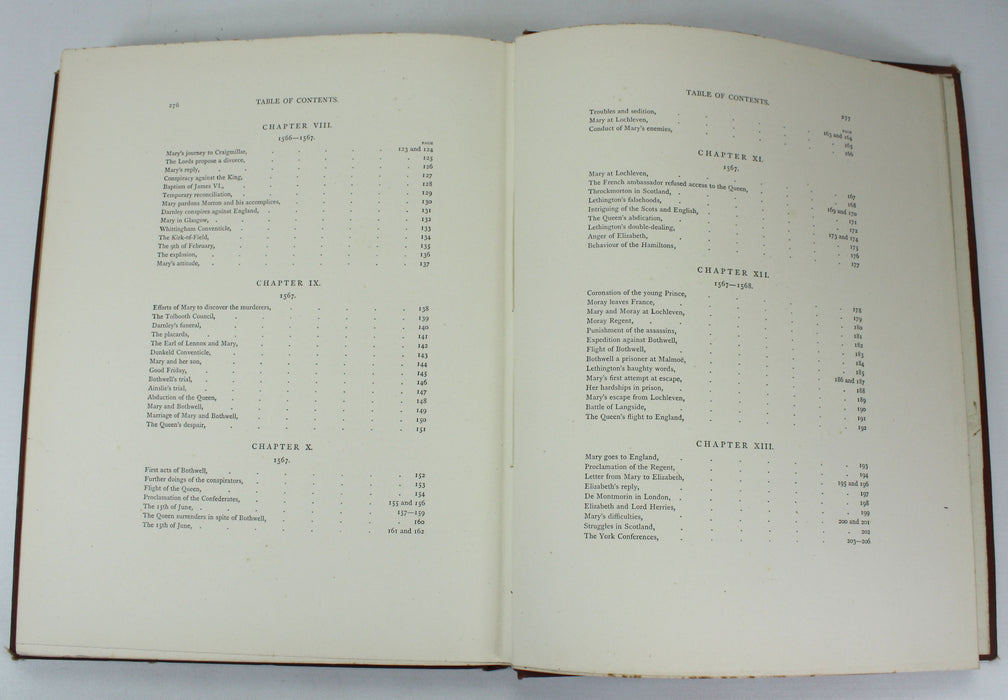 276 TABLE OF CONTENTS.
CHAPTER VIII.
1566—1567.
PAGE
Mary's journey to Craigmillar, 123 and 124
The Lords propose a divorce, 125
Mary's reply, 126
Conspiracy against the King, 127
Baptism of James VI., 128
Temporary reconciliation, 129
Mary pardons Morton and his accomplices, 130
Darnley conspires against England, 131
Mary in Glasgow, 132
Whittingham Conventicle, 133
The Kirk-of-Field, 134
The 9th of February, 135
The explosion, 136
Mary's attitude, 137
CHAPTER IX.
1567.
Efforts of Mary to discover the murderers, 138
The Tolbooth Council, 139
Darnley's funeral, 140
The placards, 141
The Earl of Lennox and Mary, 142
Dunkeld Conventicle, 143
Mary and her son, 144
Good Friday, 145
Bothwell's trial, 146
Ainslie's trial, 147
Abduction of the Queen, 148
Mary and Bothwell, 149
Marriage of Mary and Bothwell, 150
The Queen's despair, 151
CHAPTER X.
1567.
First acts of Bothwell, 152
Further doings of the conspirators, 153
Flight of the Queen, 154
Proclamation of the Confederates, 155 and 156
The 15th of June, 157—159
The Queen surrenders in spite of Bothwell, 160
The 15th of June, 161 and 162
TABLE OF CONTENTS. 277
PAGE
Troubles and sedition, 163 and 164
Mary at Lochleven, 165
Conduct of Mary's enemies, 166
CHAPTER XI.
1567.
Mary at Lochleven, 167
The French ambassador refused access to the Queen, 168
Throckmorton in Scotland, 169 and 170
Lethington's falsehoods, 171
Intriguing of the Scots and English, 172
The Queen's abdication, 173 and 174
Lethington's double-dealing, 175
Anger of Elizabeth, 176
Behaviour of the Hamiltons, 177
CHAPTER XII.
1567—1568.
Coronation of the young Prince, 178
Moray leaves France, 179
Mary and Moray at Lochleven, 180
Moray Regent, 181
Punishment of the assassins, 182
Expedition against Bothwell, 183
Flight of Bothwell, 184
Bothwell a prisoner at Malmoë, 185
Lethington's haughty words, 186 and 187
Mary's first attempt at escape, 188
Her hardships in prison, 189
Mary's escape from Lochleven, 190
Battle of Langside, 191
The Queen's flight to England, 192
CHAPTER XIII.
Mary goes to England, 193
Proclamation of the Regent, 194
Letter from Mary to Elizabeth, 195 and 196
Elizabeth's reply, 197
De Montmorin in London, 198
Elizabeth and Lord Herries, 199
Mary's difficulties, 200 and 201
Struggles in Scotland, 202
The York Conferences, 203—206